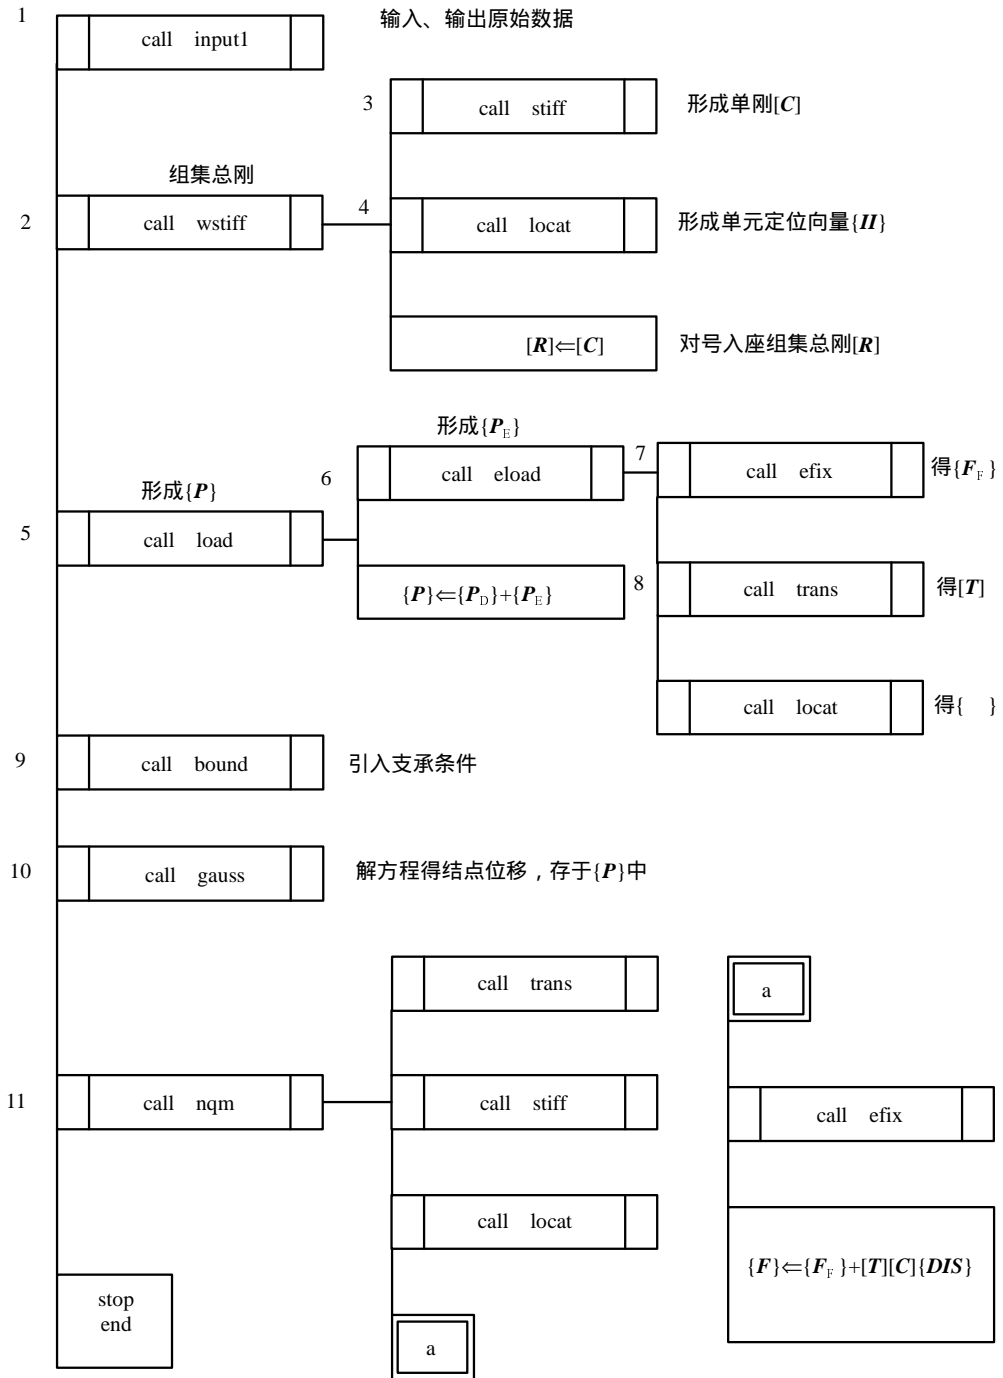 1
call input1
输入、输出原始数据
3
call stiff
形成单刚[C]
组集总刚
2
call wstiff
4
call locat
形成单元定位向量{II}
[R]⇐[C]
对号入座组集总刚[R]
形成{P}
5
call load
形成{P_E}
6
call eload
7
call efix
得{F_F}
{P}⇐{P_D}+{P_E}
8
call trans
得[T]
call locat
得{ }
9
call bound
引入支承条件
10
call gauss
解方程得结点位移，存于{P}中
11
call nqm
call trans
call stiff
call locat
a
a
call efix
{F}⇐{F_F}+[T][C]{DIS}
stop
end